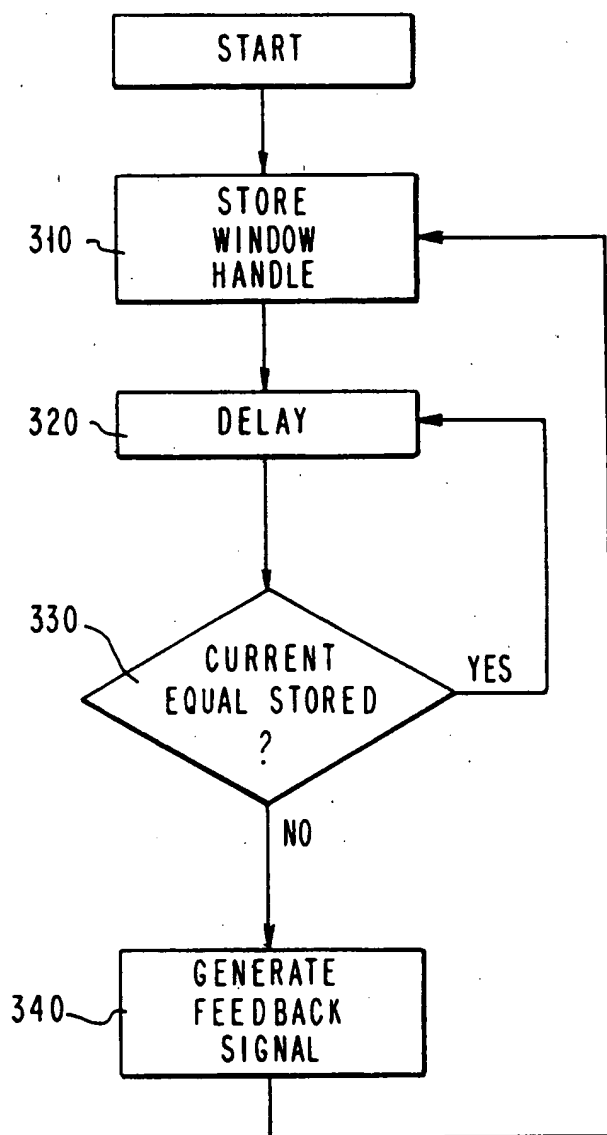 START
STORE
WINDOW
HANDLE
310
DELAY
320
330
CURRENT
EQUAL STORED
?
YES
NO
GENERATE
FEEDBACK
SIGNAL
340